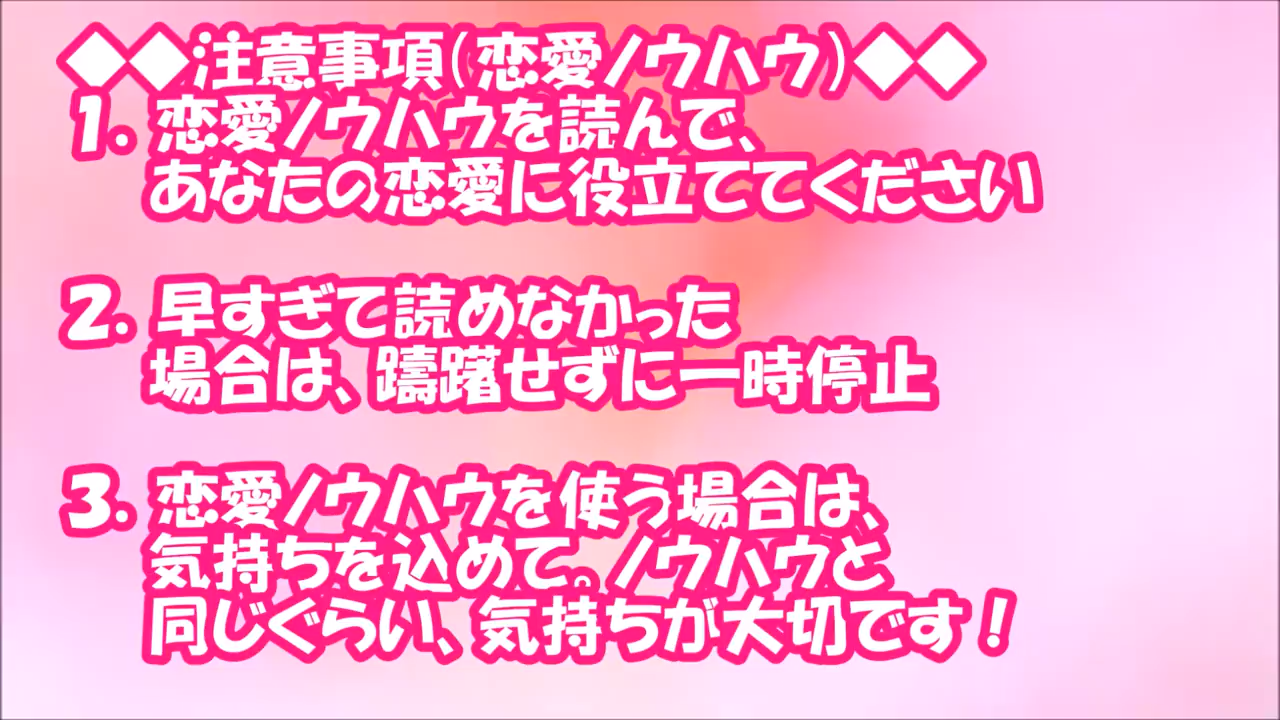 ◆◆注意事項(恋愛ノウハウ)◆◆
1. 恋愛ノウハウを読んで、
あなたの恋愛に役立ててください
2. 早すぎて読めなかった
場合は、躊躇せずに一時停止
3. 恋愛ノウハウを使う場合は、
気持ちを込めて。ノウハウと
同じぐらい、気持ちが大切です！